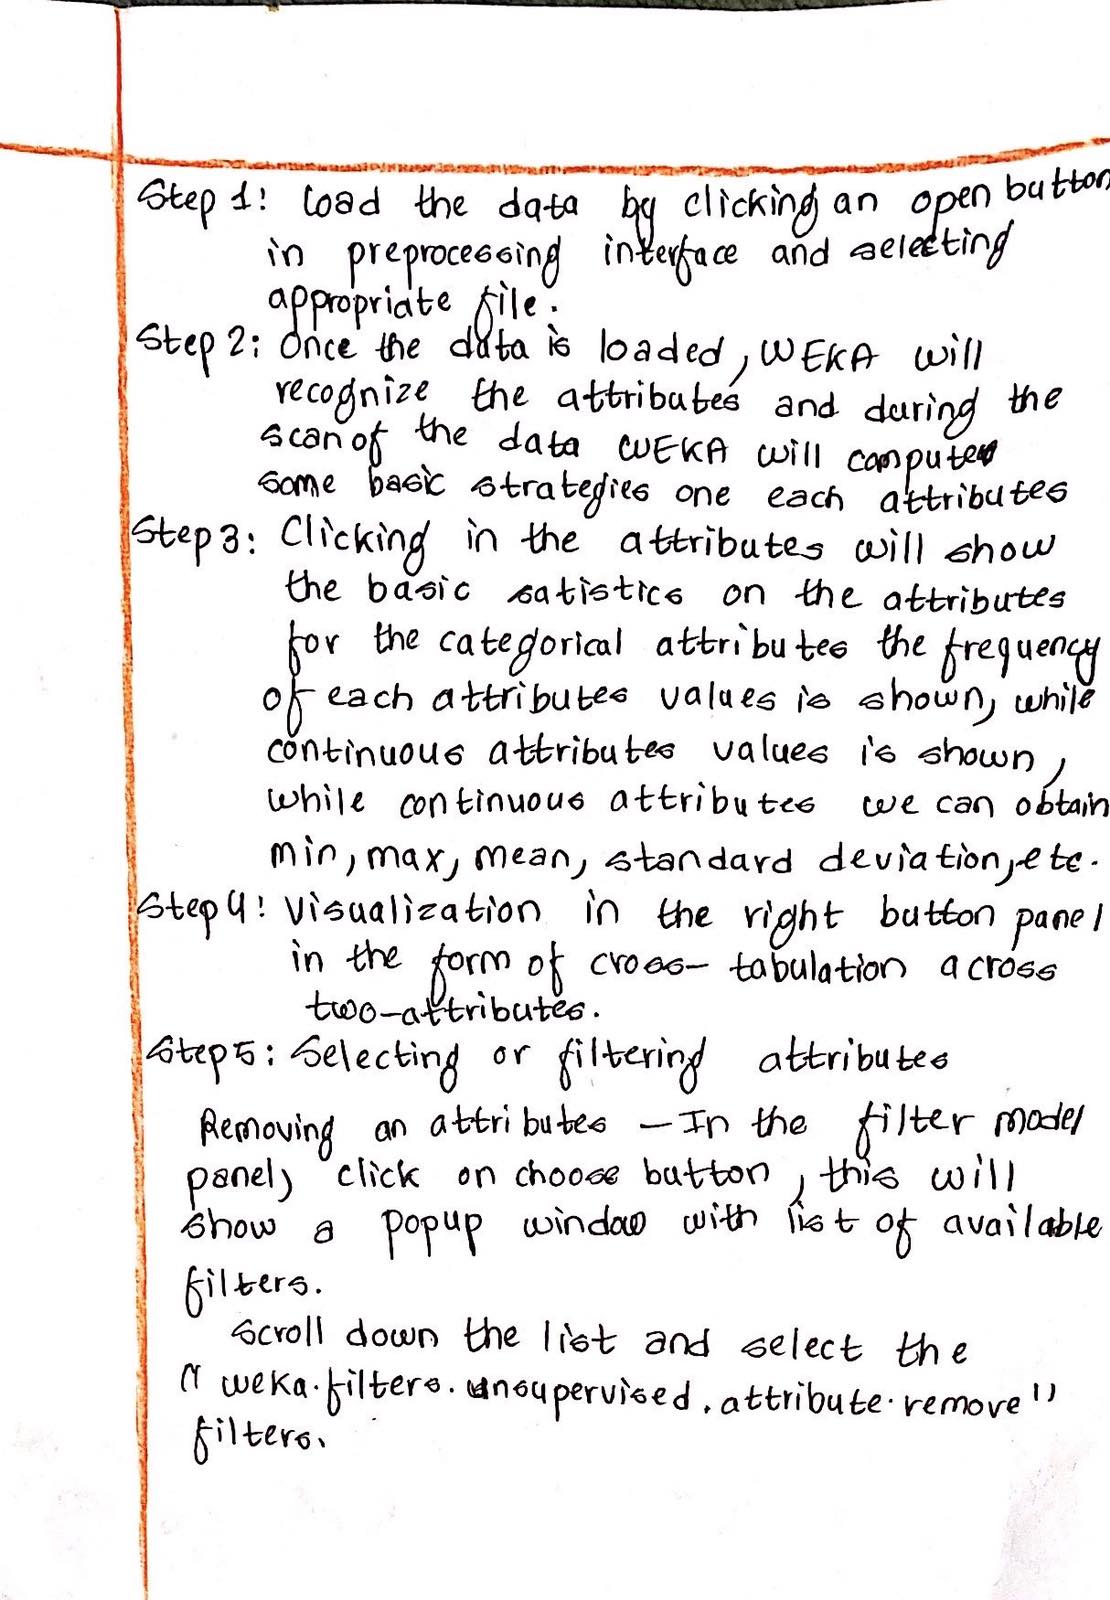 Step 1: Load the data by clicking an open button
in preprocessing interface and selecting
appropriate file.
Step 2: Once the data is loaded, WEKA will
recognize the attributes and during the
scan of the data WEKA will computes
some basic strategies one each attributes
Step 3: Clicking in the attributes will show
the basic satistics on the attributes
for the categorical attributes the frequency
of each attributes values is shown, while
continuous attributes values is shown,
while continuous attributes we can obtain
min, max, mean, standard deviation, etc.
Step 4: Visualization in the right button panel
in the form of cross- tabulation across
two-attributes.
Step 5: Selecting or filtering attributes
Removing an attributes - In the filter model
panel, click on choose button, this will
show a popup window with list of available
filters.
Scroll down the list and select the
"weka.filters.unsupervised.attribute.remove"
filters.